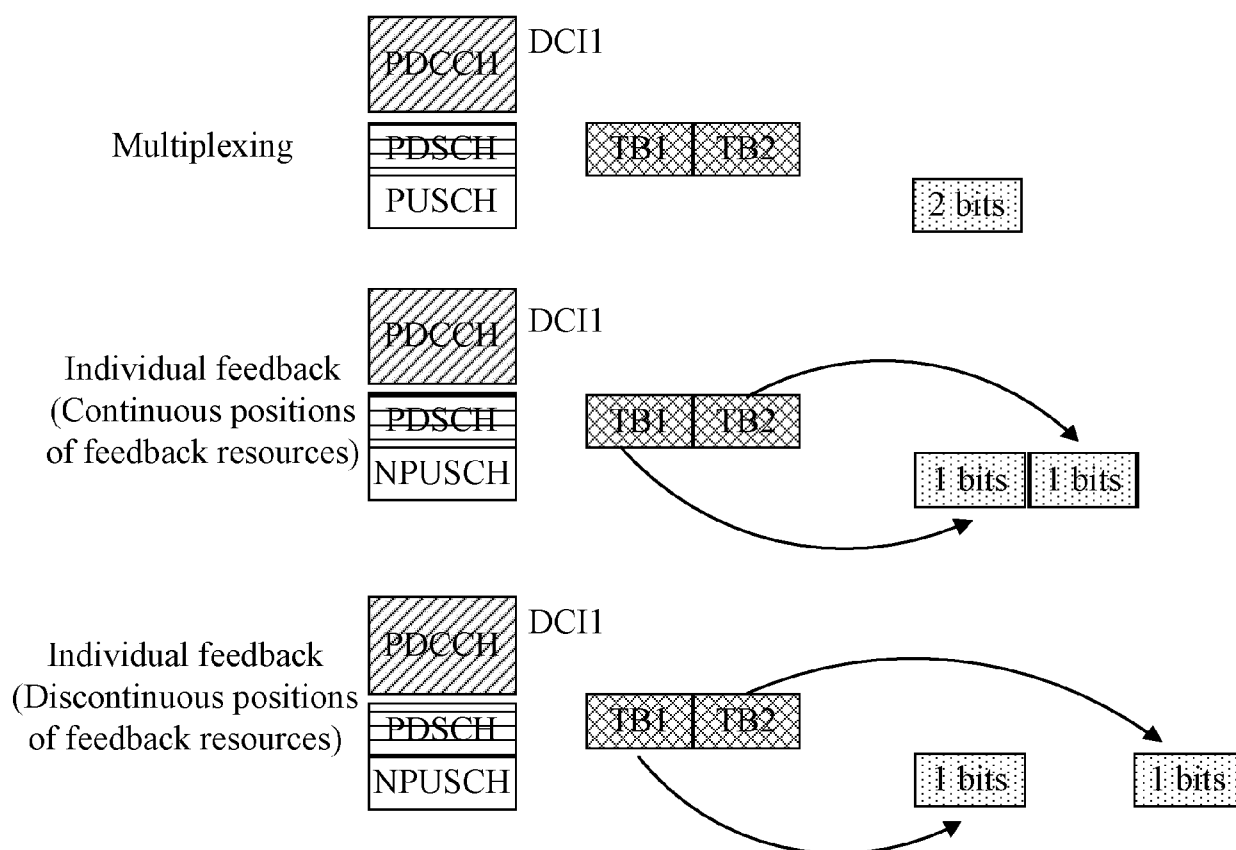 PDCCH
DCI1
Multiplexing
PDSCH
TB1
TB2
PUSCH
2 bits
PDCCH
DCI1
Individual feedback
(Continuous positions
of feedback resources)
PDSCH
TB1
TB2
NPUSCH
1 bits
1 bits
PDCCH
DCI1
Individual feedback
(Discontinuous positions
of feedback resources)
PDSCH
TB1
TB2
NPUSCH
1 bits
1 bits